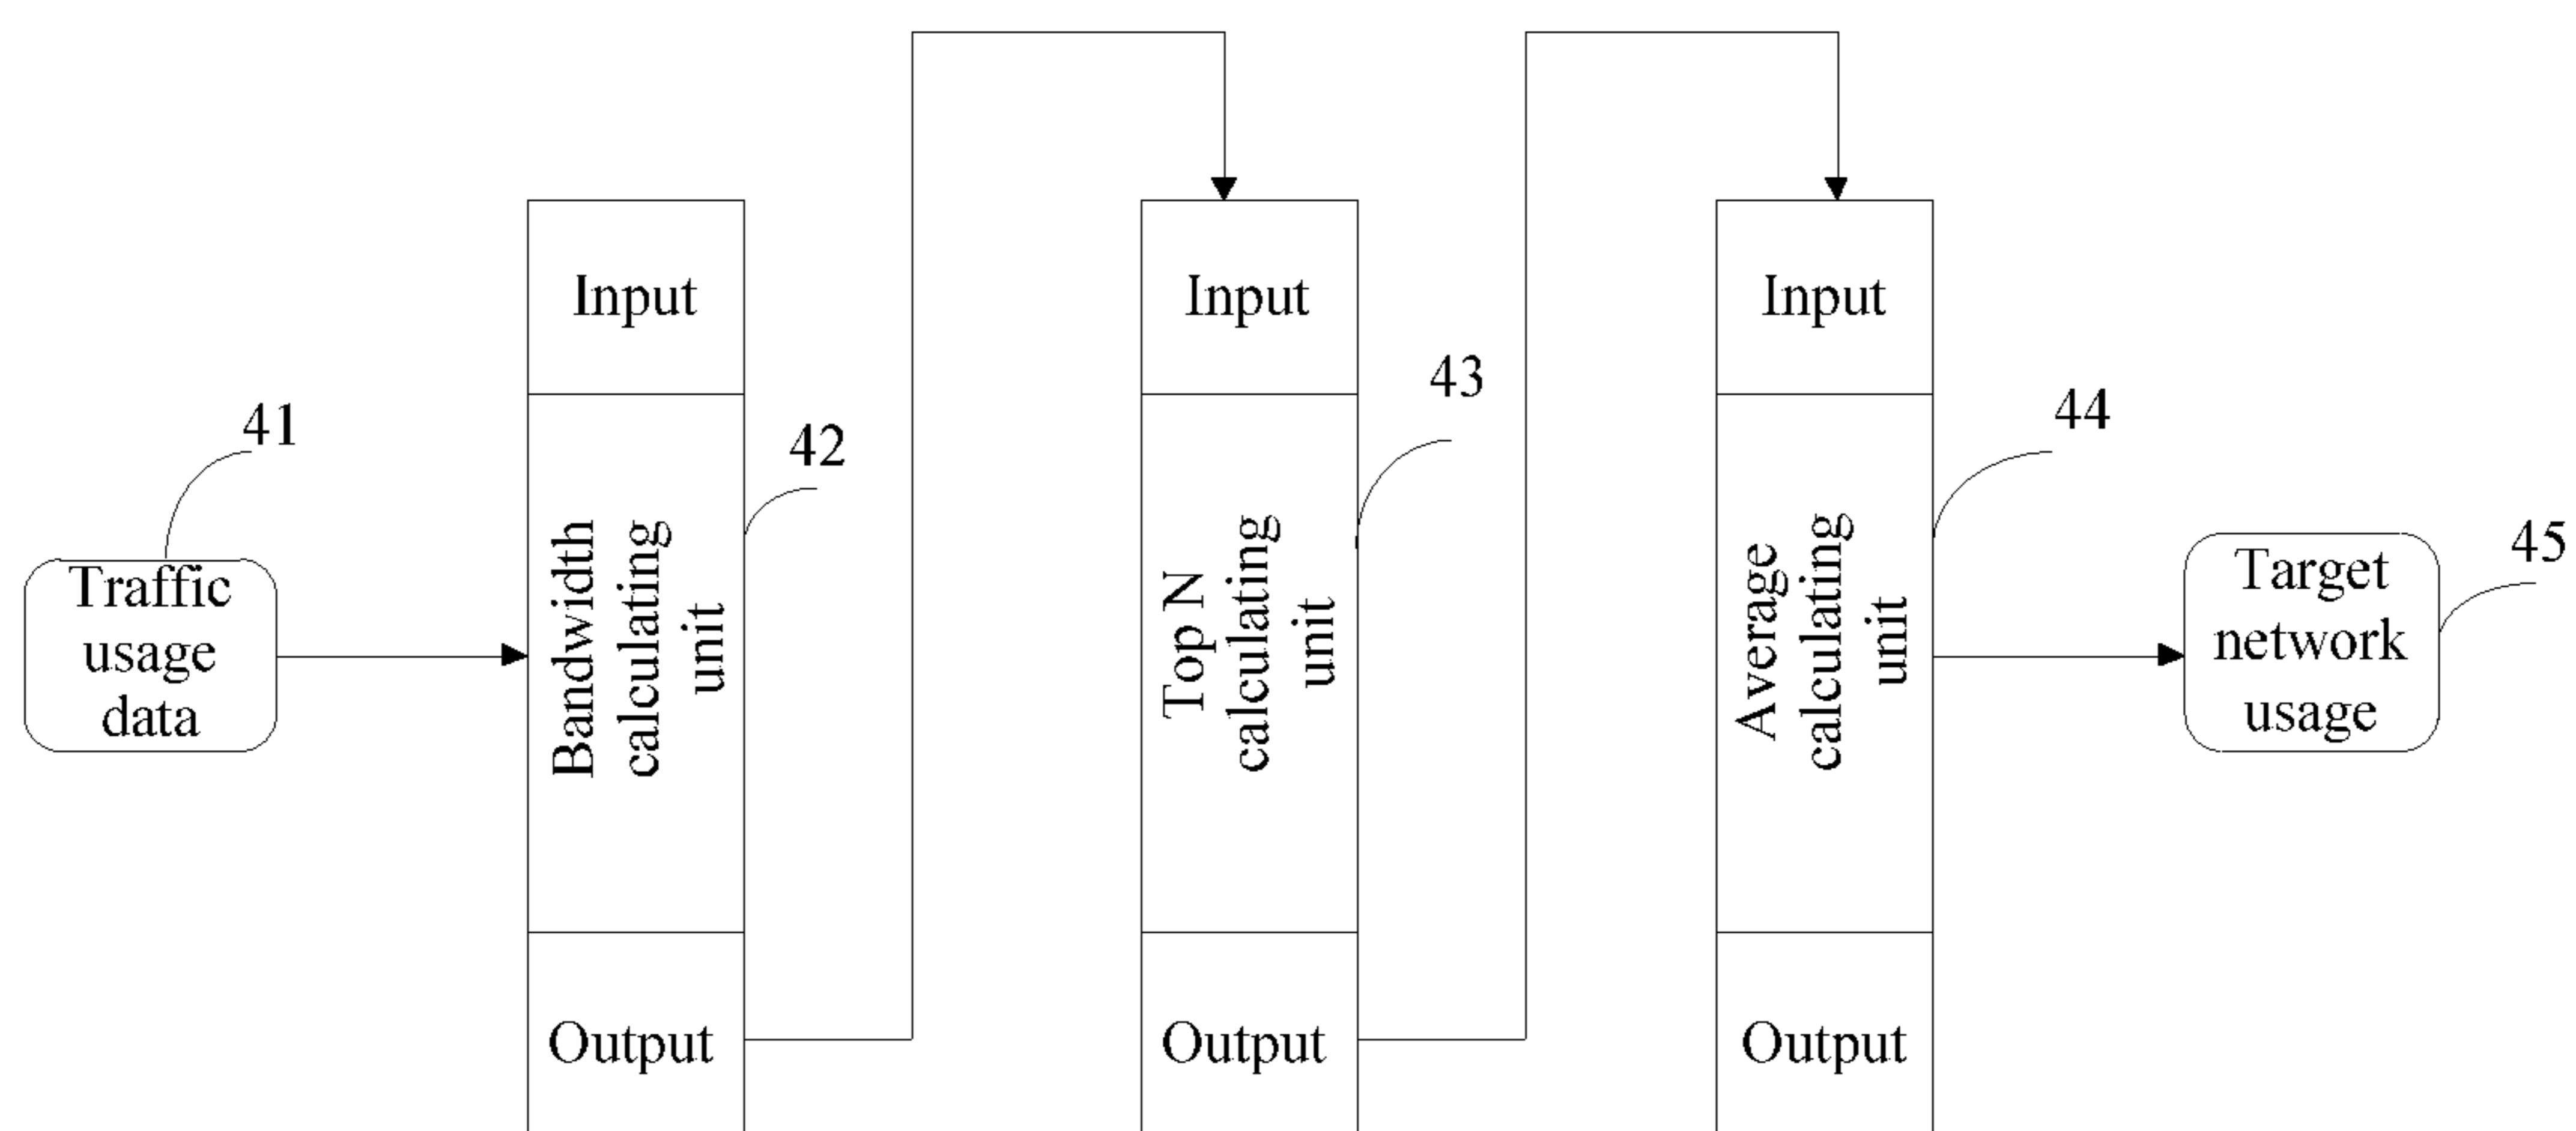 41
Traffic
usage
data
Input
Bandwidth
calculating
unit
Output
42
Input
Top N
calculating
unit
Output
43
Input
Average
calculating
unit
Output
44
Target
network
usage
45